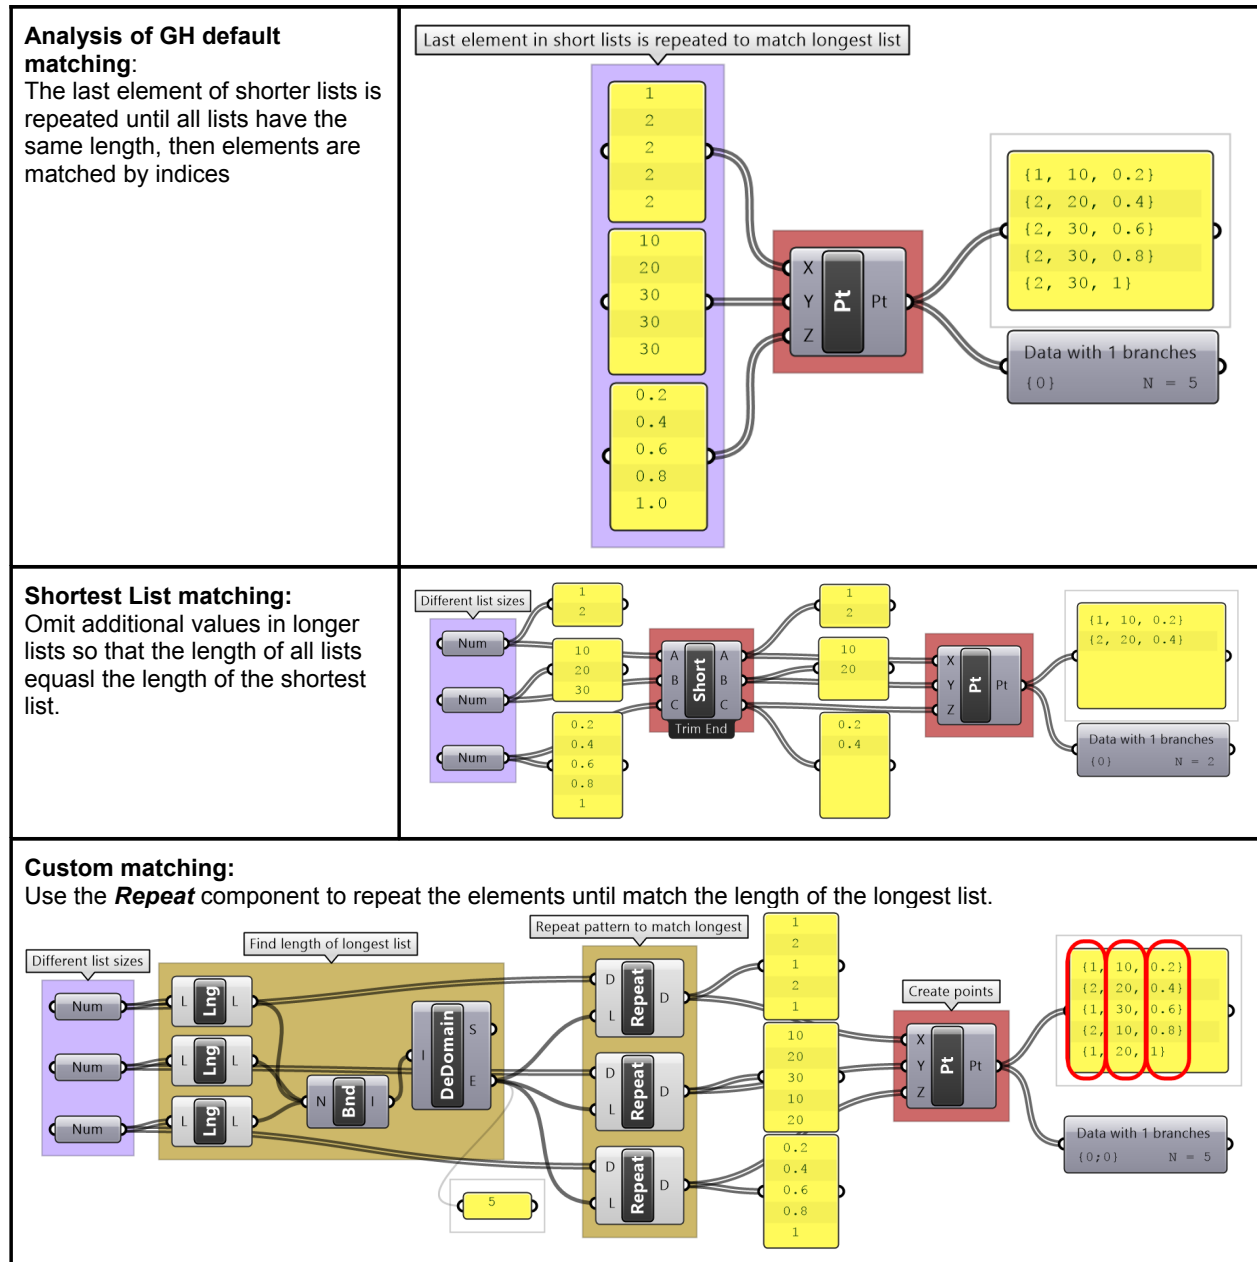 Analysis of GH default
matching:
The last element of shorter lists is
repeated until all lists have the
same length, then elements are
matched by indices
Last element in short lists is repeated to match longest list
1
2
2
2
2
10
20
30
30
30
0.2
0.4
0.6
0.8
1.0
X
Y
Z
Pt
Pt
{1, 10, 0.2}
{2, 20, 0.4}
{2, 30, 0.6}
{2, 30, 0.8}
{2, 30, 1}
Data with 1 branches
{0} N = 5
Shortest List matching:
Omit additional values in longer
lists so that the length of all lists
equasl the length of the shortest
list.
Different list sizes
Num
Num
Num
1
2
10
20
30
0.2
0.4
0.6
0.8
1
A
B
C
Short
A
B
C
Trim End
1
2
10
20
0.2
0.4
X
Y
Z
Pt
Pt
{1, 10, 0.2}
{2, 20, 0.4}
Data with 1 branches
{0} N = 2
Custom matching:
Use the Repeat component to repeat the elements until match the length of the longest list.
Different list sizes
Num
Num
Num
Find length of longest list
L Lng L
L Lng L
L Lng L
N Bnd I
I
DeDomain
S
E
5
Repeat pattern to match longest
D
L
Repeat
D
D
L
Repeat
D
D
L
Repeat
D
1
2
1
2
1
10
20
30
10
20
0.2
0.4
0.6
0.8
1
Create points
X
Y
Z
Pt
Pt
{1, 10, 0.2}
{2, 20, 0.4}
{1, 30, 0.6}
{2, 10, 0.8}
{1, 20, 1}
Data with 1 branches
{0;0} N = 5